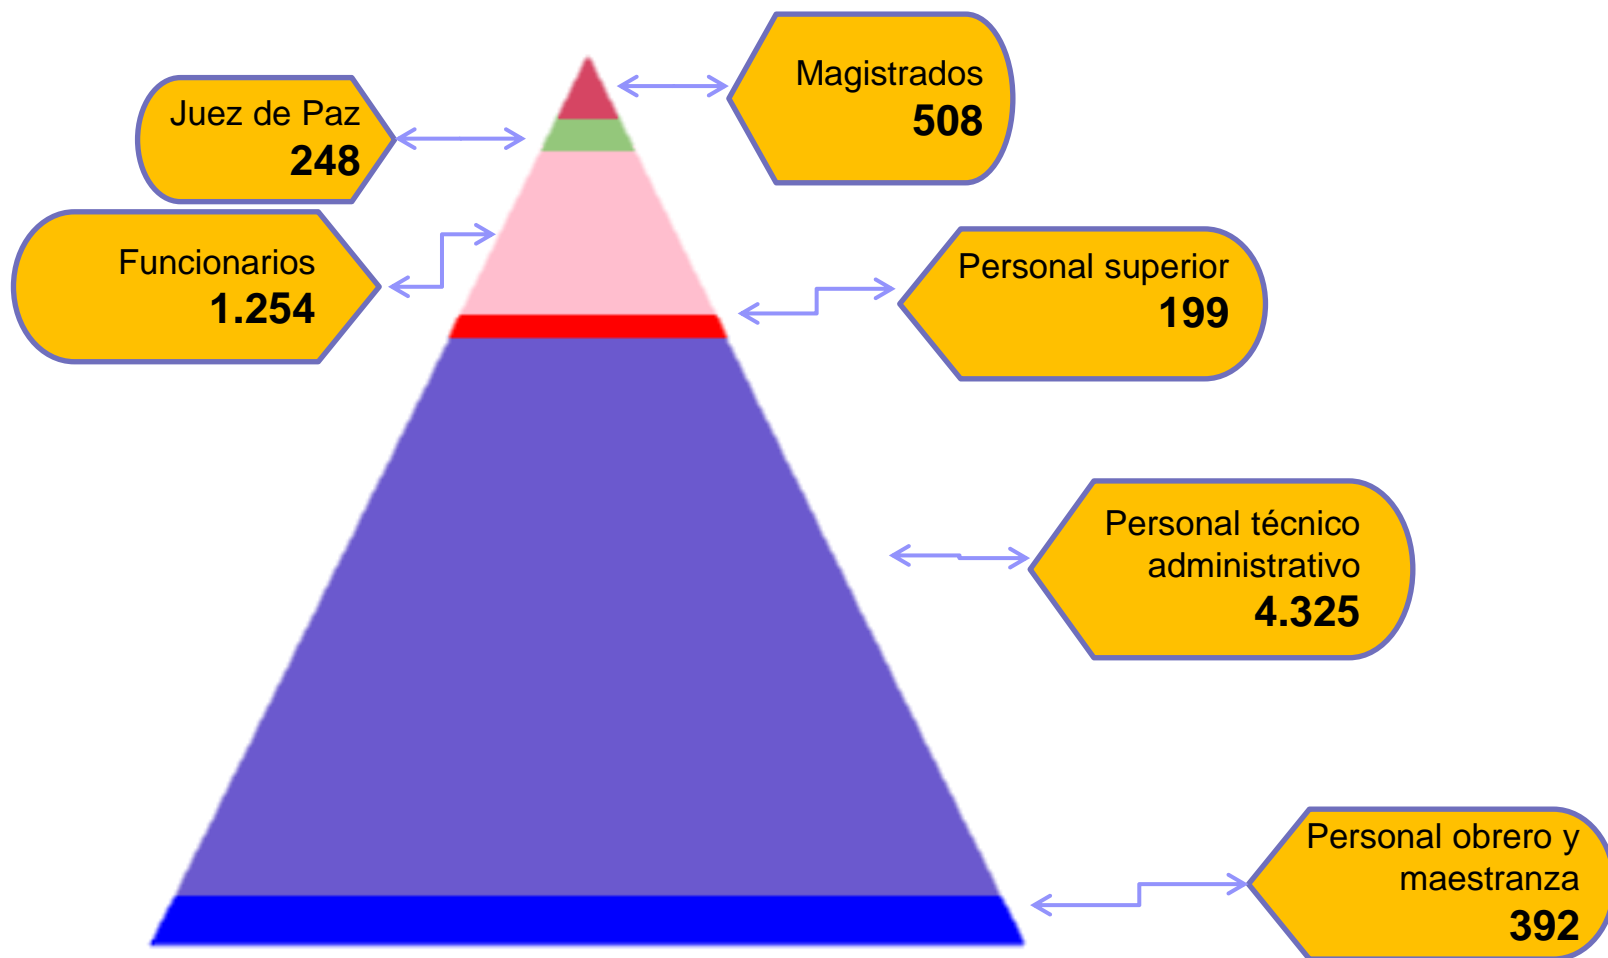 Magistrados
508
Juez de Paz
248
Funcionarios
1.254
Personal superior
199
Personal técnico
administrativo
4.325
Personal obrero y
maestranza
392